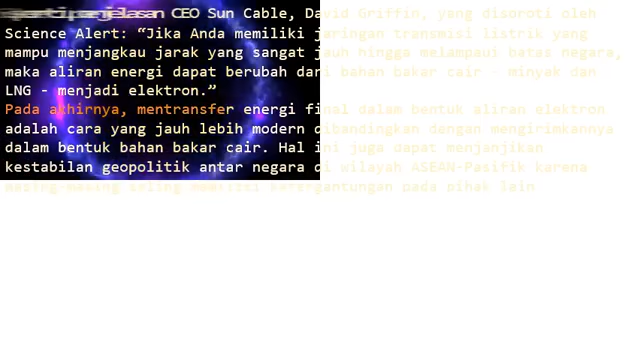 seperti penjelasan CEO Sun Cable, David Griffin, yang disoroti oleh
Science Alert: “Jika Anda memiliki jaringan transmisi listrik yang
mampu menjangkau jarak yang sangat jauh hingga melampaui batas negara,
maka aliran energi dapat berubah dari bahan bakar cair - minyak dan
LNG - menjadi elektron.”
Pada akhirnya, mentransfer energi final dalam bentuk aliran elektron
adalah cara yang jauh lebih modern dibandingkan dengan mengirimkannya
dalam bentuk bahan bakar cair. Hal ini juga dapat menjanjikan
kestabilan geopolitik antar negara di wilayah ASEAN-Pasifik karena
masing-masing saling memiliki ketergantungan pada pihak lain